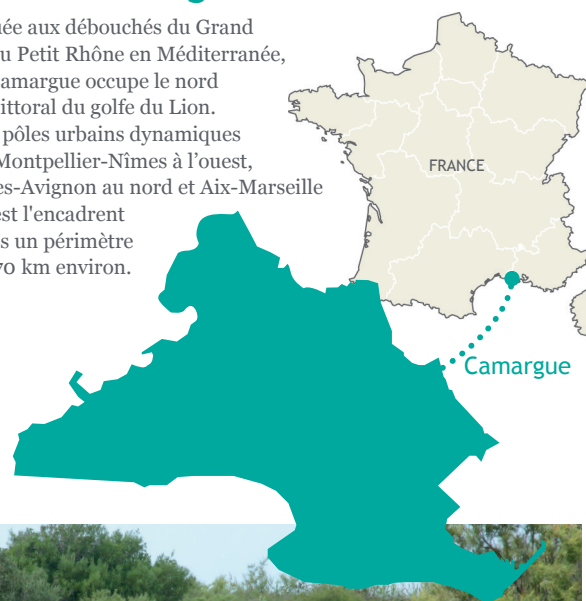 uée aux débouchés du Grand
u Petit Rhône en Méditerranée,
amargue occupe le nord
ittoral du golfe du Lion.
pôles urbains dynamiques
Montpellier-Nîmes à l’ouest,
es-Avignon au nord et Aix-Marseille
est l'encadrent
s un périmètre
70 km environ.
FRANCE
Camargue